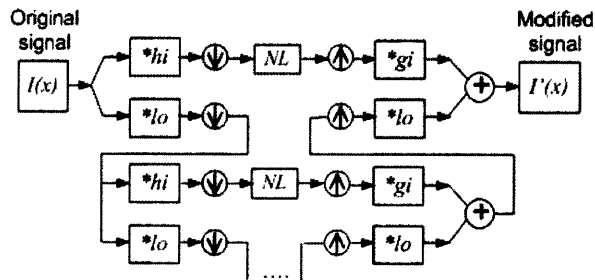 Original signal
Modified signal
I(x)
*hi
NL
*gi
I'(x)
*lo
*lo
*hi
NL
*gi
*lo
*lo
....